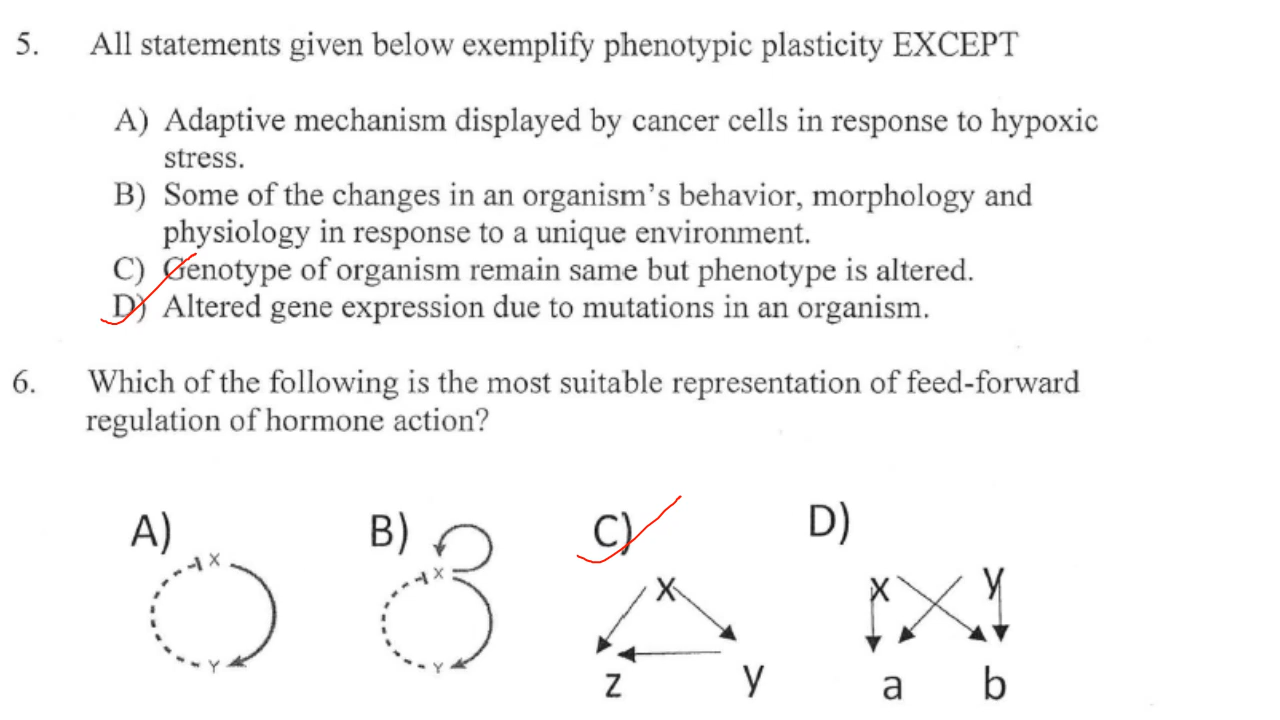 5. All statements given below exemplify phenotypic plasticity EXCEPT
A) Adaptive mechanism displayed by cancer cells in response to hypoxic
stress.
B) Some of the changes in an organism's behavior, morphology and
physiology in response to a unique environment.
C) Genotype of organism remain same but phenotype is altered.
D) Altered gene expression due to mutations in an organism.
6. Which of the following is the most suitable representation of feed-forward
regulation of hormone action?
A) B) C) D)
X X x x y
Y Y z y a b